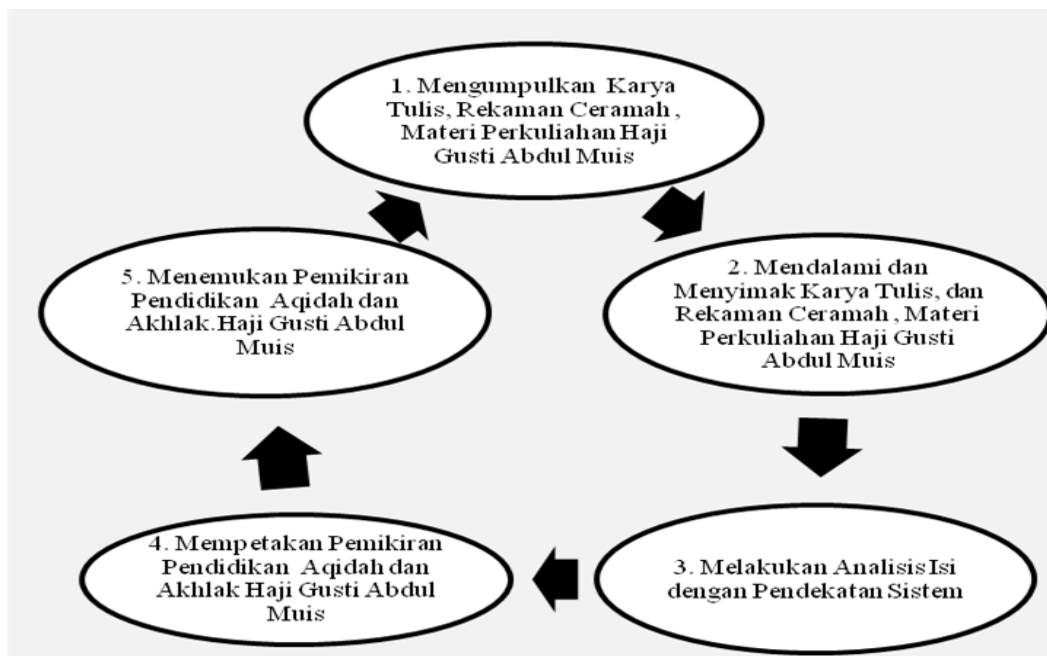 1. Mengumpulkan Karya
Tulis, Rekaman Ceramah ,
Materi Perkuliahan Haji
Gusti Abdul Muis
2. Mendalami dan
Menyimak Karya Tulis, dan
Rekaman Ceramah , Materi
Perkuliahan Haji Gusti
Abdul Muis
3. Melakukan Analisis Isi
dengan Pendekatan Sistem
4. Mempetakan Pemikiran
Pendidikan Aqidah dan
Akhlak Haji Gusti Abdul
Muis
5. Menemukan Pemikiran
Pendidikan Aqidah dan
Akhlak.Haji Gusti Abdul
Muis